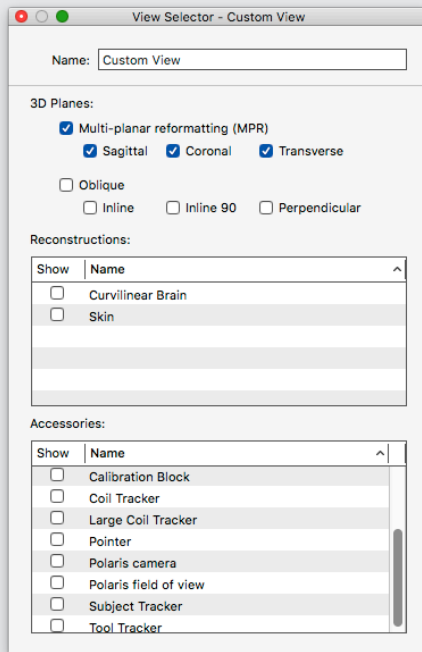 View Selector - Custom View
Name: Custom View
3D Planes:
Multi-planar reformatting (MPR)
Sagittal Coronal Transverse
Oblique
Inline Inline 90 Perpendicular
Reconstructions:
Show Name
Curvilinear Brain
Skin
Accessories:
Show Name
Calibration Block
Coil Tracker
Large Coil Tracker
Pointer
Polaris camera
Polaris field of view
Subject Tracker
Tool Tracker